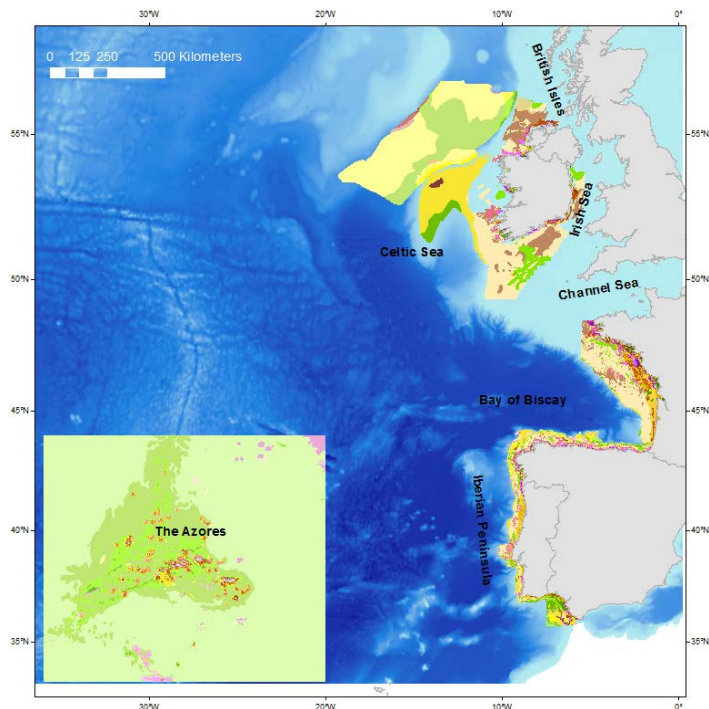 30°W 20°W 10°W 0°
0 125 250 500 Kilometers
British Isles
55°N 55°N
Irish Sea
Celtic Sea
50°N 50°N
Channel Sea
Bay of Biscay
45°N 45°N
Iberian Peninsula
The Azores
40°N 40°N
35°N 35°N
30°W 20°W 10°W 0°